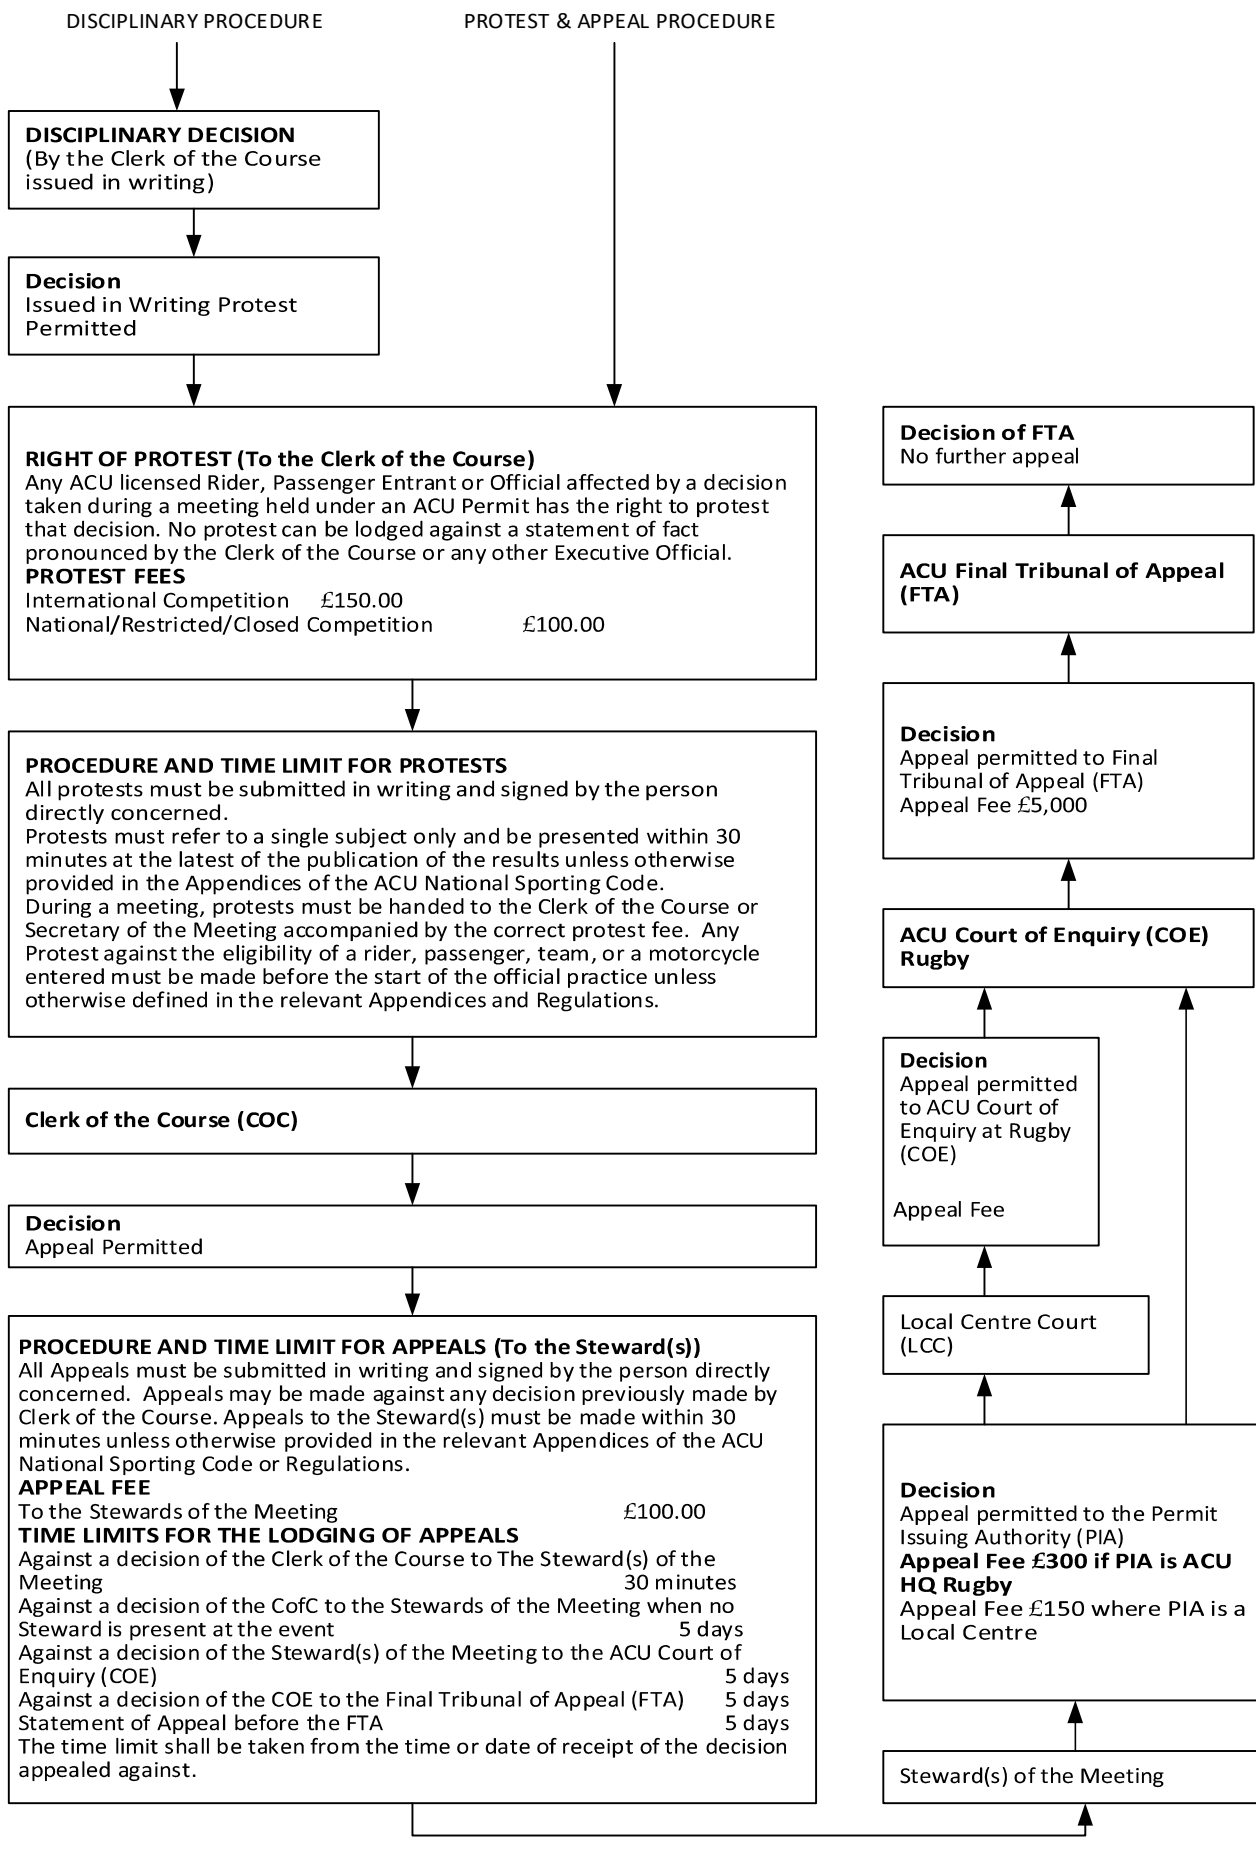 DISCIPLINARY PROCEDURE
PROTEST & APPEAL PROCEDURE
DISCIPLINARY DECISION
(By the Clerk of the Course
issued in writing)
Decision
Issued in Writing Protest
Permitted
RIGHT OF PROTEST (To the Clerk of the Course)
Any ACU licensed Rider, Passenger Entrant or Official affected by a decision
taken during a meeting held under an ACU Permit has the right to protest
that decision. No protest can be lodged against a statement of fact
pronounced by the Clerk of the Course or any other Executive Official.
PROTEST FEES
International Competition £150.00
National/Restricted/Closed Competition £100.00
PROCEDURE AND TIME LIMIT FOR PROTESTS
All protests must be submitted in writing and signed by the person
directly concerned.
Protests must refer to a single subject only and be presented within 30
minutes at the latest of the publication of the results unless otherwise
provided in the Appendices of the ACU National Sporting Code.
During a meeting, protests must be handed to the Clerk of the Course or
Secretary of the Meeting accompanied by the correct protest fee. Any
Protest against the eligibility of a rider, passenger, team, or a motorcycle
entered must be made before the start of the official practice unless
otherwise defined in the relevant Appendices and Regulations.
Clerk of the Course (COC)
Decision
Appeal Permitted
PROCEDURE AND TIME LIMIT FOR APPEALS (To the Steward(s))
All Appeals must be submitted in writing and signed by the person directly
concerned. Appeals may be made against any decision previously made by
Clerk of the Course. Appeals to the Steward(s) must be made within 30
minutes unless otherwise provided in the relevant Appendices of the ACU
National Sporting Code or Regulations.
APPEAL FEE
To the Stewards of the Meeting £100.00
TIME LIMITS FOR THE LODGING OF APPEALS
Against a decision of the Clerk of the Course to The Steward(s) of the
Meeting 30 minutes
Against a decision of the CofC to the Stewards of the Meeting when no
Steward is present at the event 5 days
Against a decision of the Steward(s) of the Meeting to the ACU Court of
Enquiry (COE) 5 days
Against a decision of the COE to the Final Tribunal of Appeal (FTA) 5 days
Statement of Appeal before the FTA 5 days
The time limit shall be taken from the time or date of receipt of the decision
appealed against.
Decision of FTA
No further appeal
ACU Final Tribunal of Appeal
(FTA)
Decision
Appeal permitted to Final
Tribunal of Appeal (FTA)
Appeal Fee £5,000
ACU Court of Enquiry (COE)
Rugby
Decision
Appeal permitted
to ACU Court of
Enquiry at Rugby
(COE)
Appeal Fee
Local Centre Court
(LCC)
Decision
Appeal permitted to the Permit
Issuing Authority (PIA)
Appeal Fee £300 if PIA is ACU
HQ Rugby
Appeal Fee £150 where PIA is a
Local Centre
Steward(s) of the Meeting